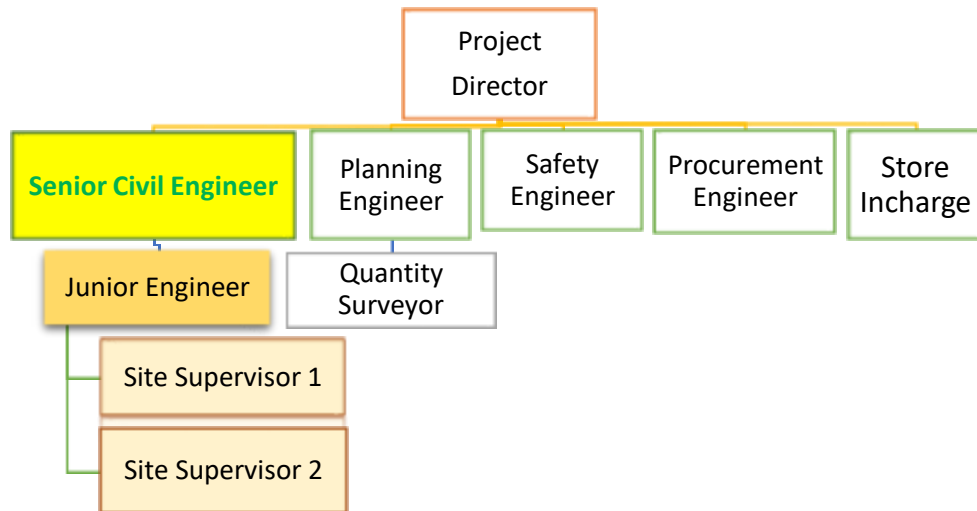 Project
Director
Senior Civil Engineer
Planning
Engineer
Safety
Engineer
Procurement
Engineer
Store
Incharge
Junior Engineer
Quantity
Surveyor
Site Supervisor 1
Site Supervisor 2